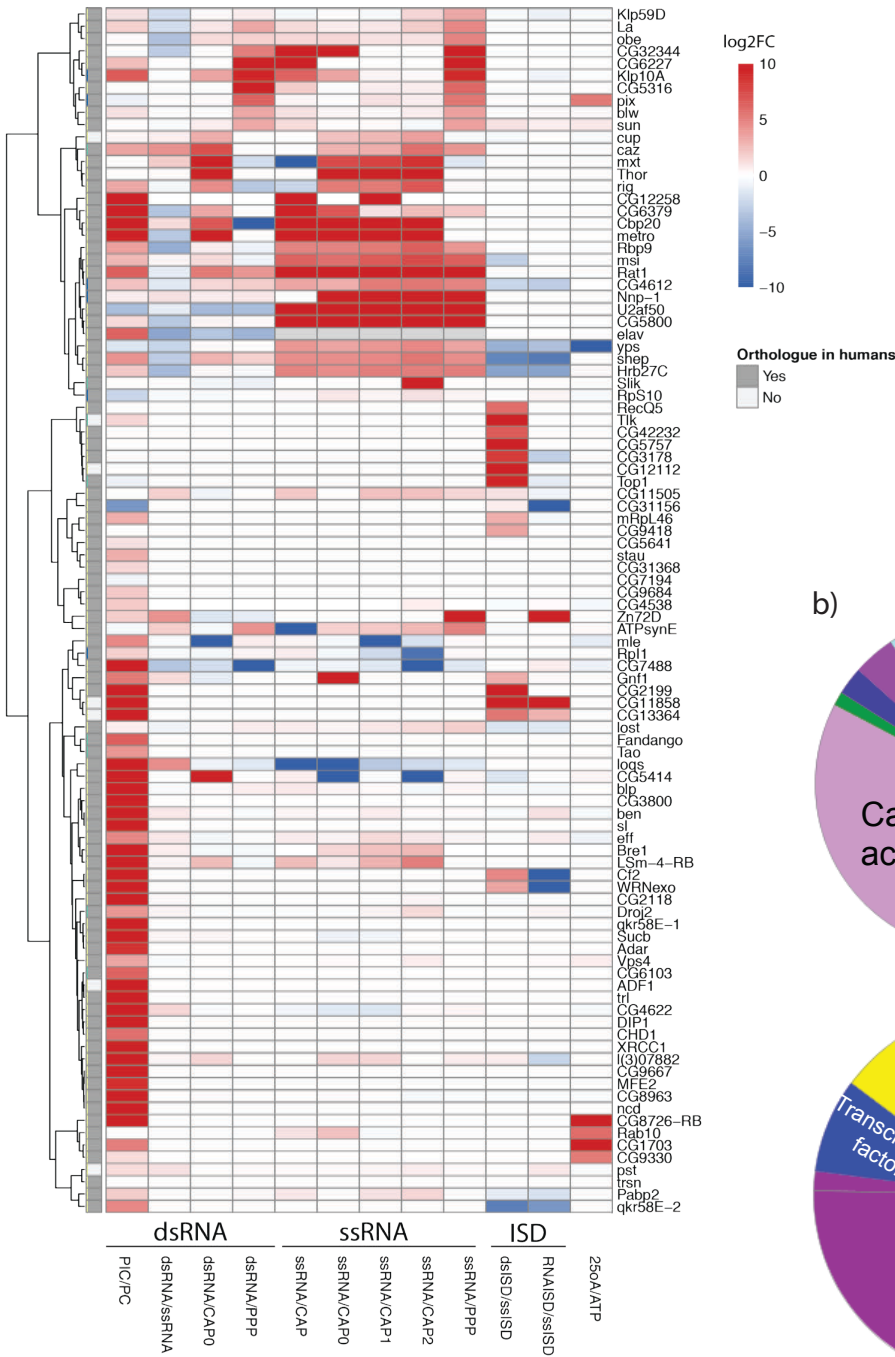 Klp59D
La
obe
CG32344
CG6227
Klp10A
CG5316
pix
blw
sun
cup
caz
mxt
Thor
rig
CG12258
CG6379
Cbp20
metro
Rbp9
msi
Rat1
CG4612
Nnp-1
U2af50
CG5800
elav
yps
shep
Hrb27C
Slik
RpS10
RecQ5
Tlk
CG42232
CG5757
CG3178
CG12112
Top1
CG11505
CG31156
mRpL46
CG9418
CG5641
stau
CG31368
CG7194
CG9684
CG4538
Zn72D
ATPsynE
mle
RpI1
CG7488
Gnf1
CG2199
CG11858
CG13364
lost
Fandango
Tao
loqs
CG5414
blp
CG3800
ben
sl
eff
Bre1
LSm-4-RB
Cf2
WRNexo
CG2118
Droj2
qkr58E-1
Sucb
Adar
Vps4
CG6103
ADF1
trl
CG4622
DIP1
CHD1
XRCC1
l(3)07882
CG9667
MFE2
CG8963
ncd
CG8726-RB
Rab10
CG1703
CG9330
pst
trsn
Pabp2
qkr58E-2
dsRNA
ssRNA
ISD
PIC/PC
dsRNA/ssRNA
dsRNA/CAP0
dsRNA/PPP
ssRNA/CAP
ssRNA/CAP0
ssRNA/CAP1
ssRNA/CAP2
ssRNA/PPP
dsISD/ssISD
RNAISD/ssISD
25oA/ATP
log2FC
10
5
0
−5
−10
Orthologue in humans
Yes
No
b)
Ca
ac
Transc
facto